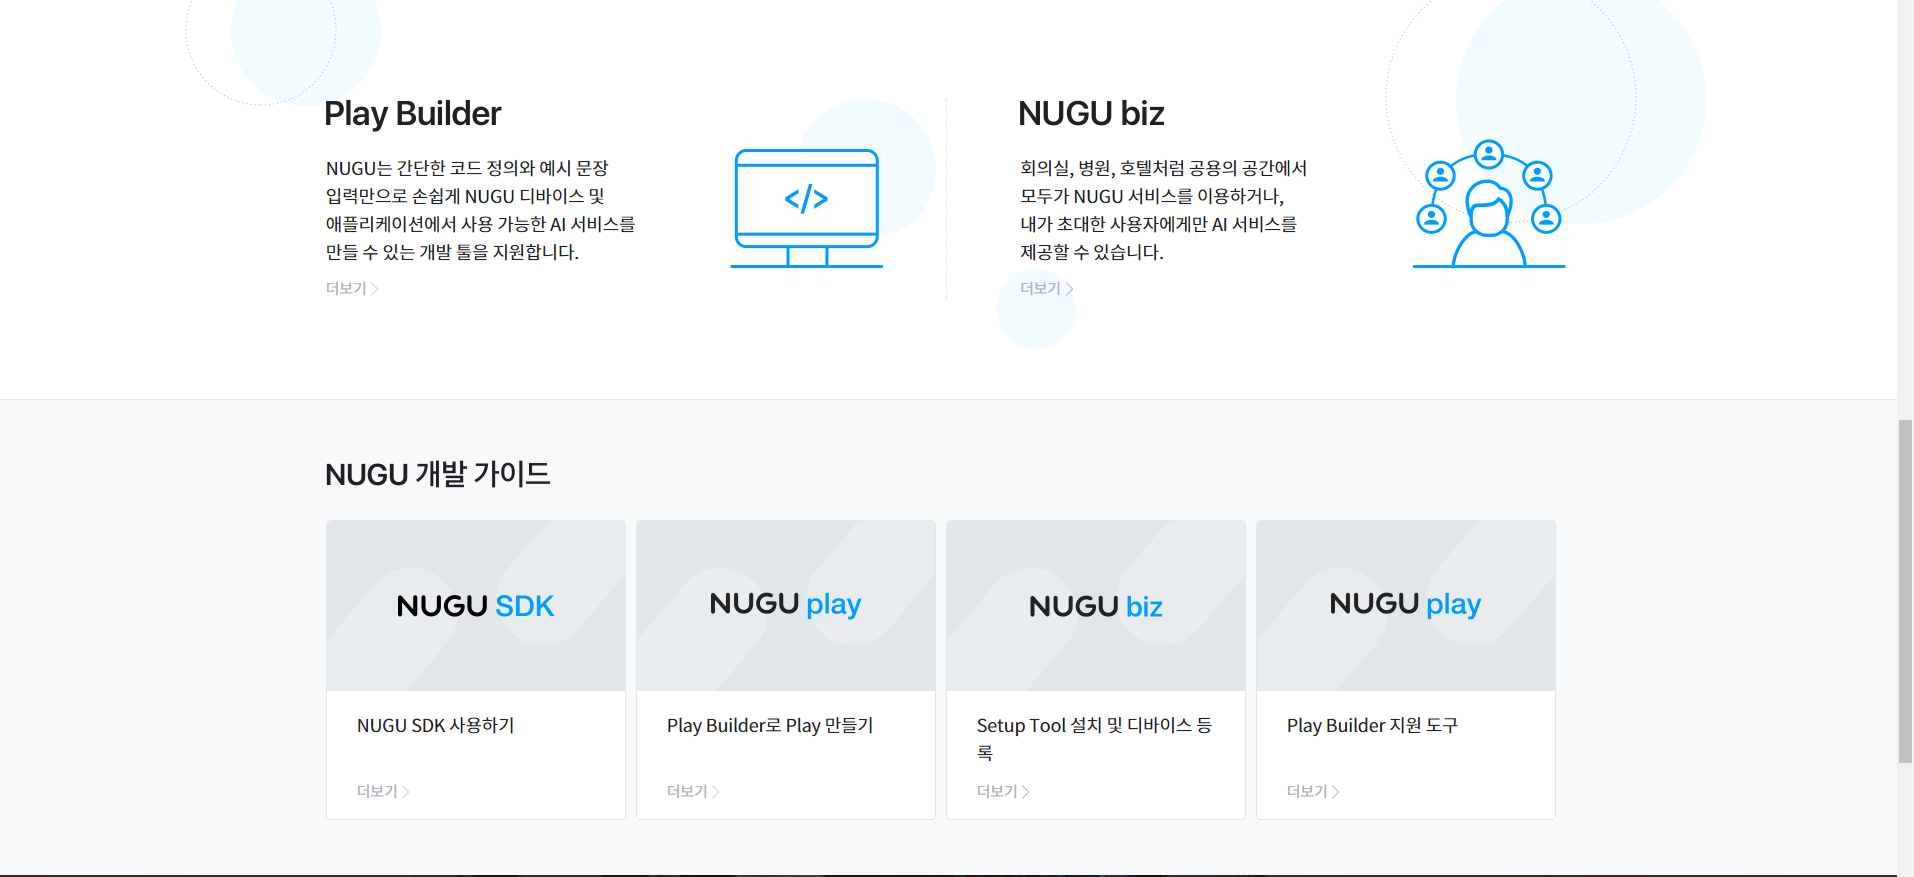 Play Builder
NUGU는 간단한 코드 정의와 예시 문장
입력만으로 손쉽게 NUGU 디바이스 및
애플리케이션에서 사용 가능한 AI 서비스를
만들 수 있는 개발 툴을 지원합니다.
더보기
</>
NUGU biz
회의실, 병원, 호텔처럼 공용의 공간에서
모두가 NUGU 서비스를 이용하거나,
내가 초대한 사용자에게만 AI 서비스를
제공할 수 있습니다.
더보기
NUGU 개발 가이드
NUGU SDK
NUGU SDK 사용하기
더보기
NUGU play
Play Builder로 Play 만들기
더보기
NUGU biz
Setup Tool 설치 및 디바이스 등
록
더보기
NUGU play
Play Builder 지원 도구
더보기